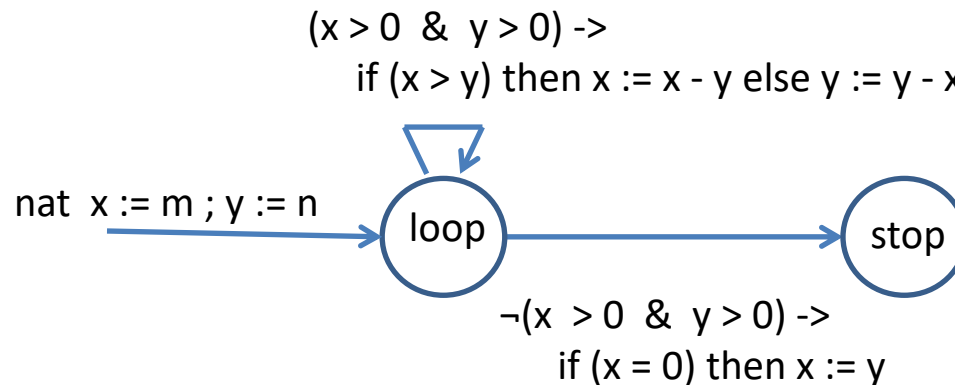 (x > 0 & y > 0) ->
if (x > y) then x := x - y else y := y - x
nat x := m ; y := n
loop
stop
¬(x > 0 & y > 0) ->
if (x = 0) then x := y